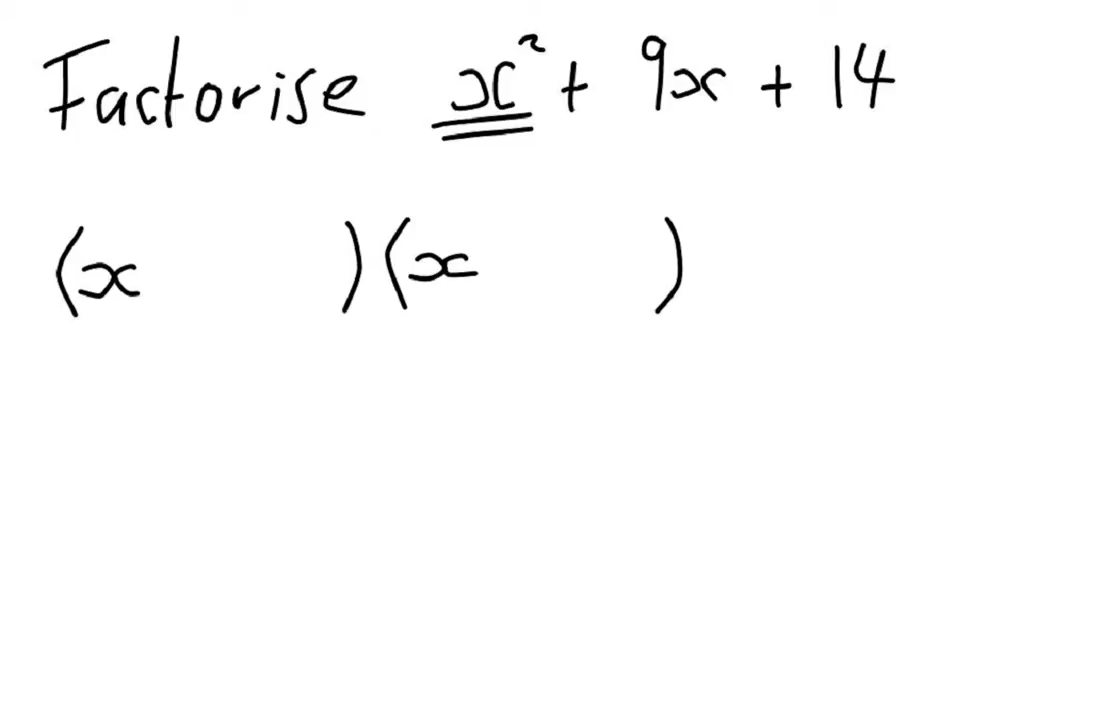 Factorise x² + 9x + 14
(x )(x )